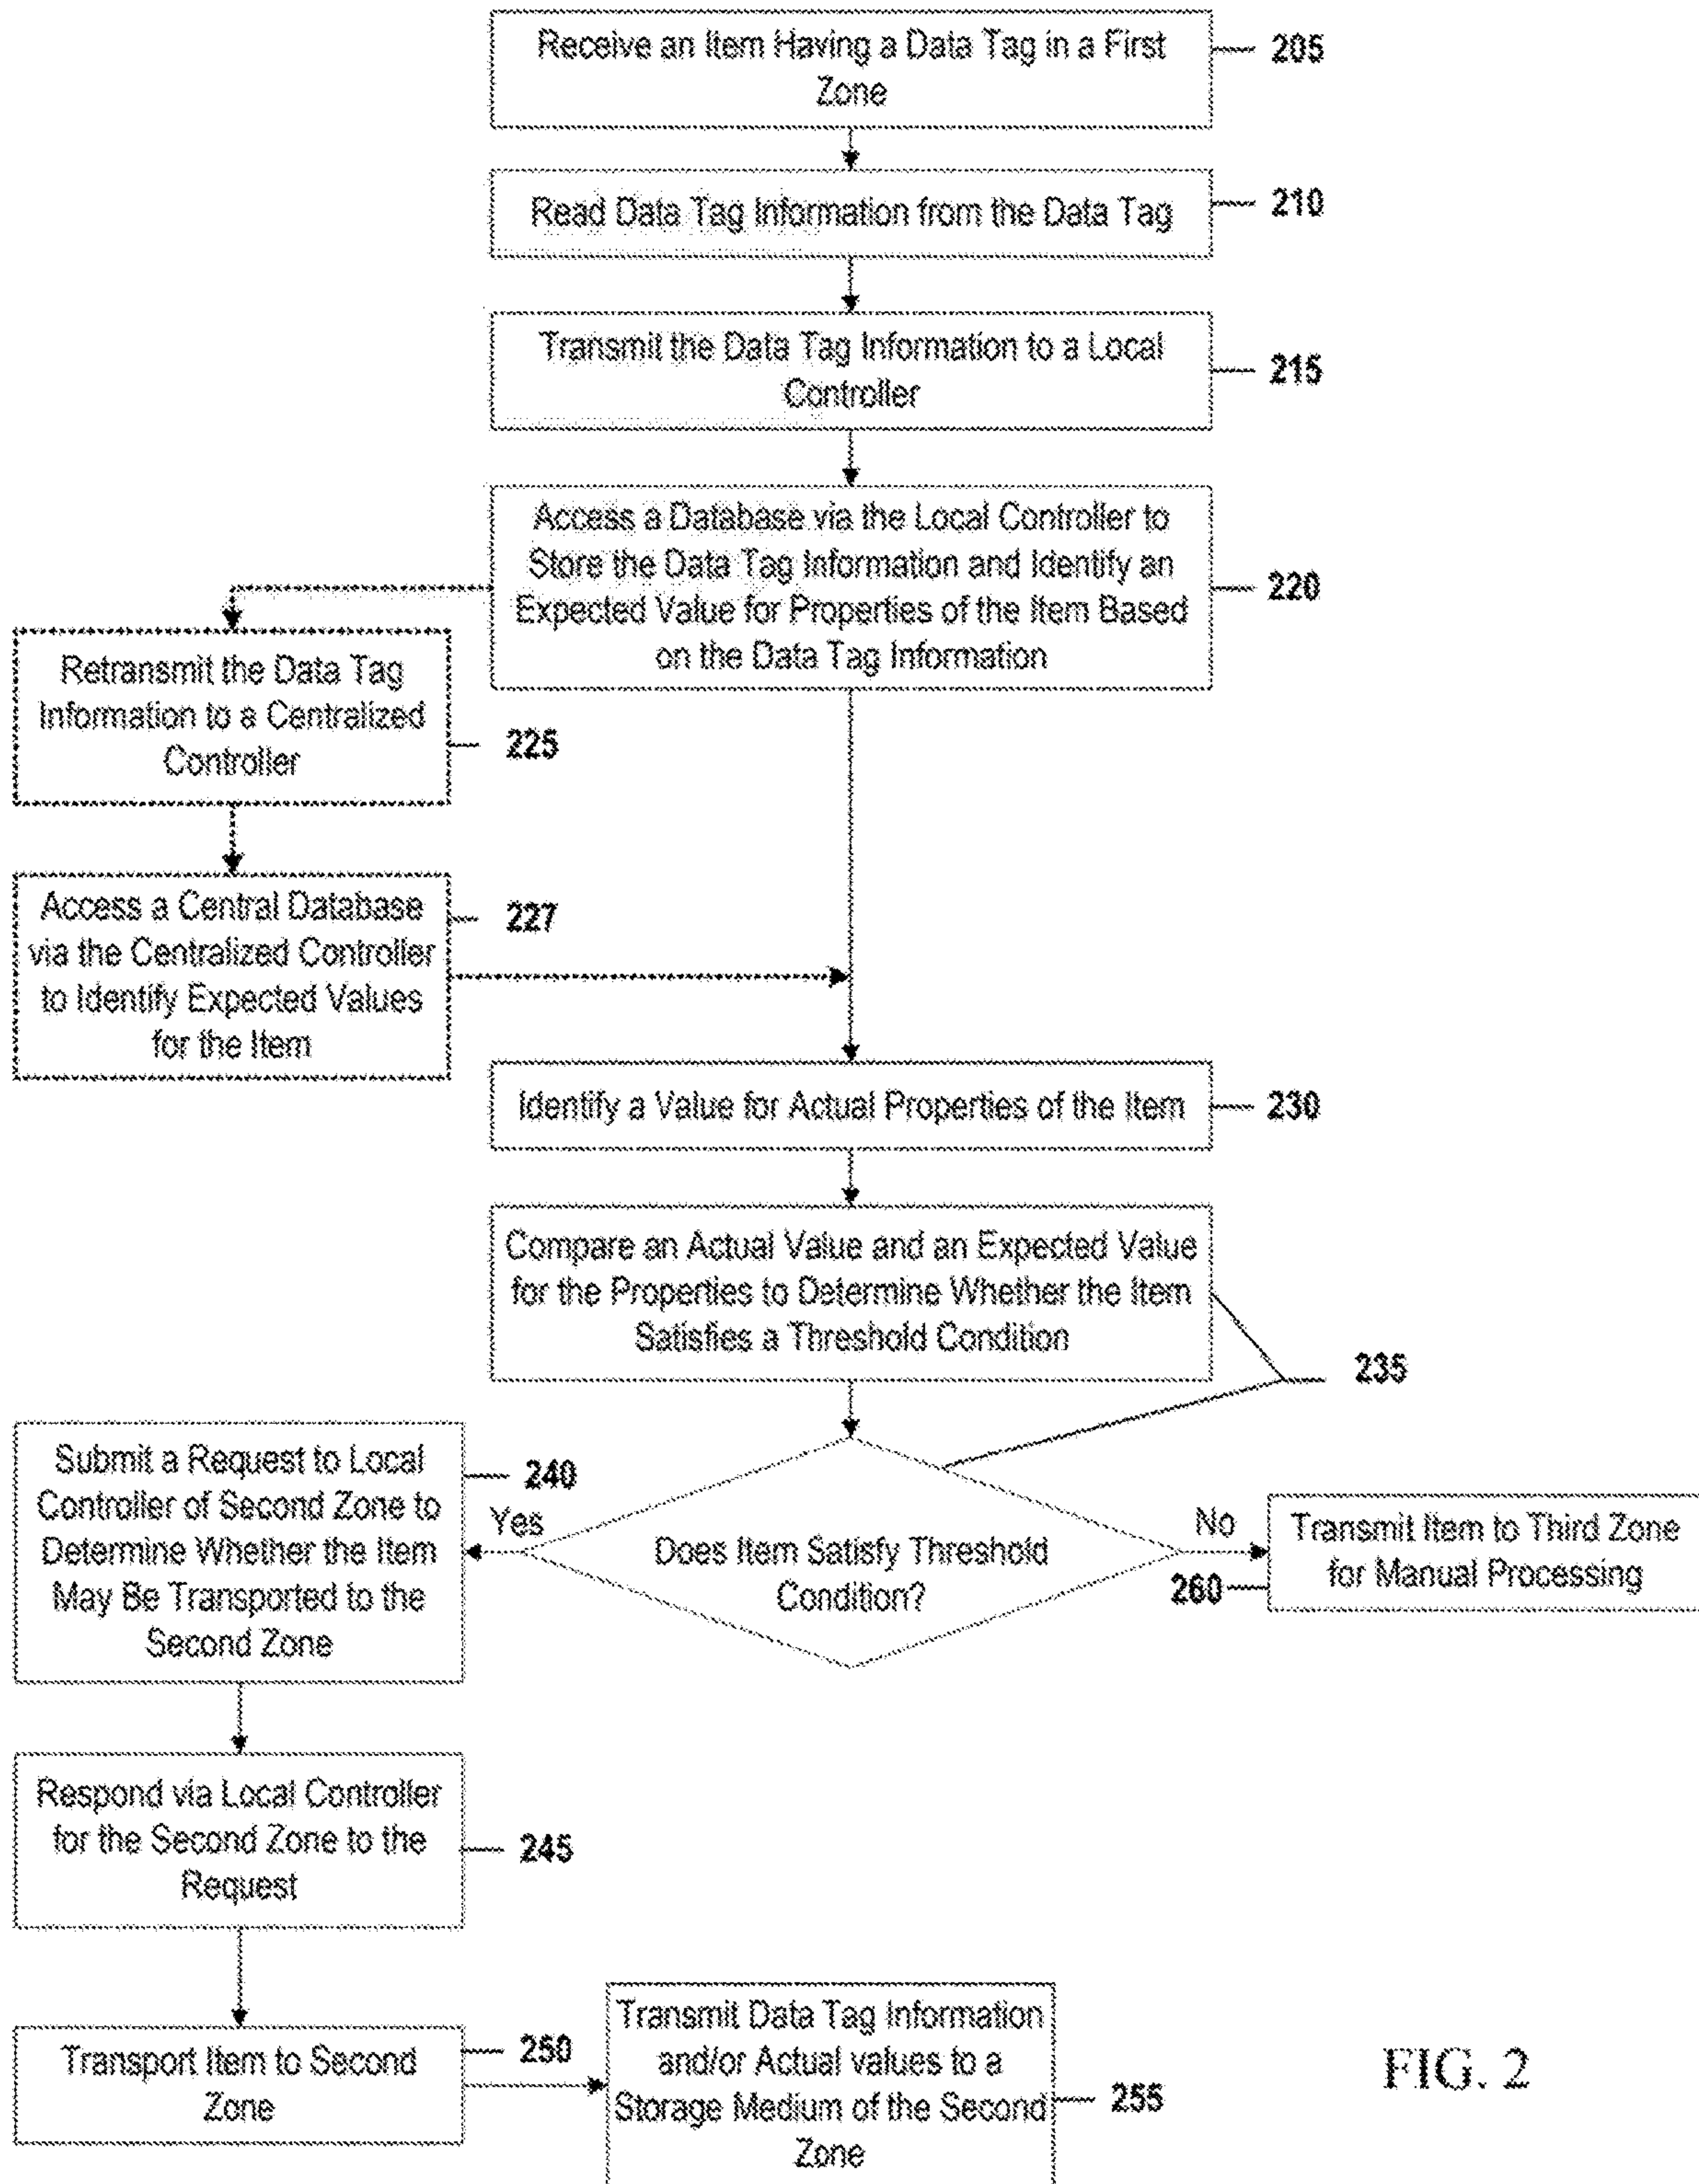 Receive an Item Having a Data Tag in a First
Zone
205
Read Data Tag Information from the Data Tag
210
Transmit the Data Tag Information to a Local
Controller
215
Access a Database via the Local Controller to
Store the Data Tag Information and Identify an
Expected Value for Properties of the Item Based
on the Data Tag Information
220
Retransmit the Data Tag
Information to a Centralized
Controller
225
Access a Central Database
via the Centralized Controller
to Identify Expected Values
for the Item
227
Identify a Value for Actual Properties of the Item
230
Compare an Actual Value and an Expected Value
for the Properties to Determine Whether the Item
Satisfies a Threshold Condition
235
Does Item Satisfy Threshold
Condition?
Yes
No
Submit a Request to Local
Controller of Second Zone to
Determine Whether the Item
May Be Transported to the
Second Zone
240
Transmit Item to Third Zone
for Manual Processing
260
Respond via Local Controller
for the Second Zone to the
Request
245
Transport Item to Second
Zone
250
Transmit Data Tag Information
and/or Actual values to a
Storage Medium of the Second
Zone
255
FIG. 2